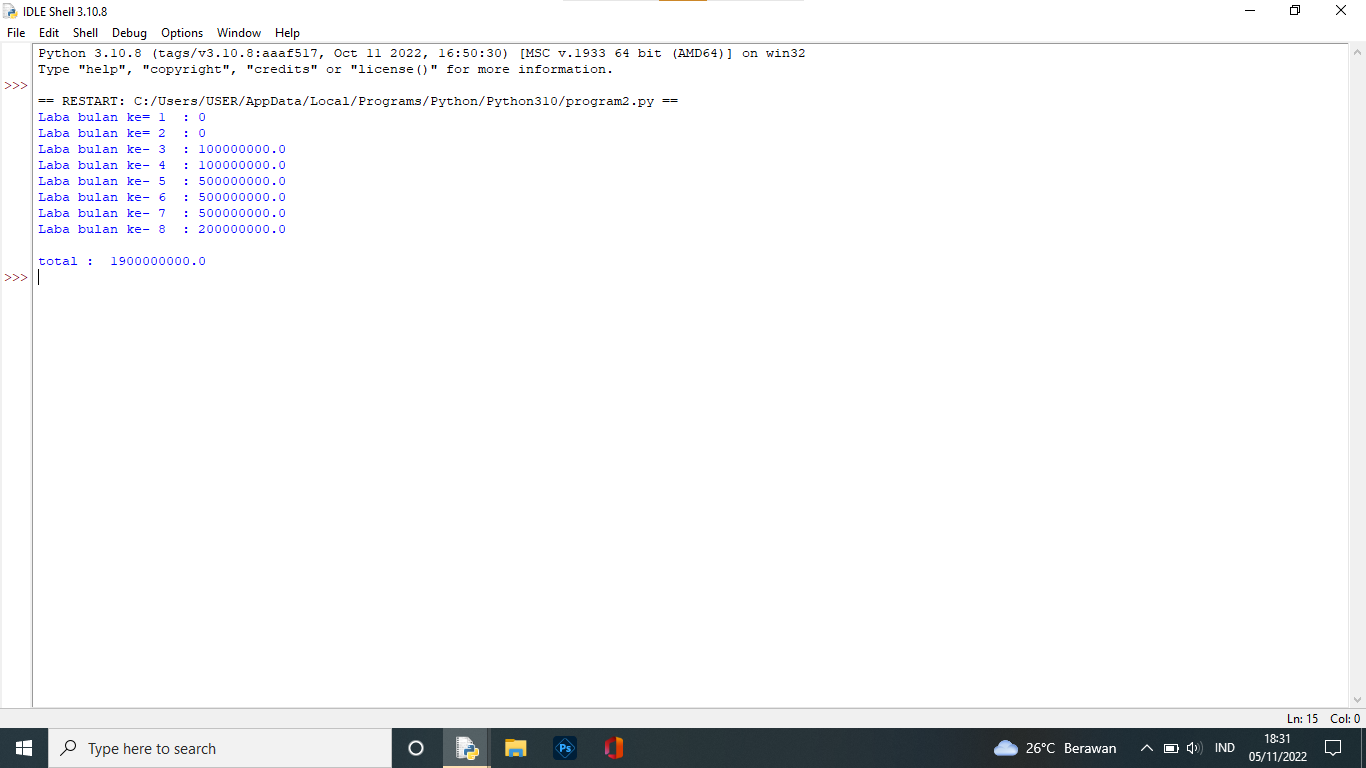 IDLE Shell 3.10.8
File Edit Shell Debug Options Window Help
Python 3.10.8 (tags/v3.10.8:aaaf517, Oct 11 2022, 16:50:30) [MSC v.1933 64 bit (AMD64)] on win32
Type "help", "copyright", "credits" or "license()" for more information.
>>>
== RESTART: C:/Users/USER/AppData/Local/Programs/Python/Python310/program2.py ==
Laba bulan ke= 1  : 0
Laba bulan ke= 2  : 0
Laba bulan ke- 3  : 100000000.0
Laba bulan ke- 4  : 100000000.0
Laba bulan ke- 5  : 500000000.0
Laba bulan ke- 6  : 500000000.0
Laba bulan ke- 7  : 500000000.0
Laba bulan ke- 8  : 200000000.0
total :  1900000000.0
>>>
Ln: 15 Col: 0
Type here to search
Ps
26°C Berawan
IND
18:31
05/11/2022